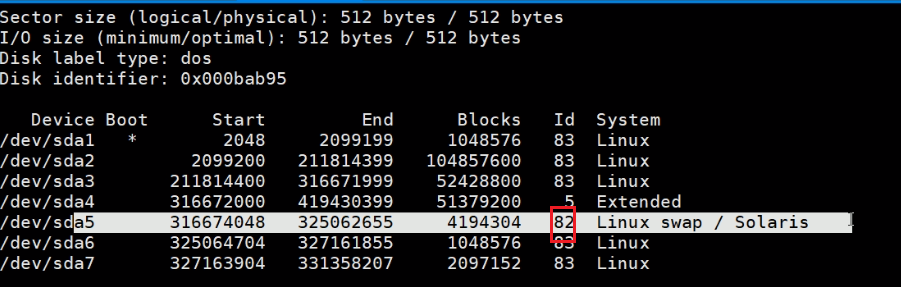 Sector size (logical/physical): 512 bytes / 512 bytes
I/O size (minimum/optimal): 512 bytes / 512 bytes
Disk label type: dos
Disk identifier: 0x000bab95
Device Boot Start End Blocks Id System
/dev/sda1 * 2048 2099199 1048576 83 Linux
/dev/sda2 2099200 211814399 104857600 83 Linux
/dev/sda3 211814400 316671999 52428800 83 Linux
/dev/sda4 316672000 419430399 51379200 5 Extended
/dev/sda5 316674048 325062655 4194304 82 Linux swap / Solaris
/dev/sda6 325064704 327161855 1048576 83 Linux
/dev/sda7 327163904 331358207 2097152 83 Linux